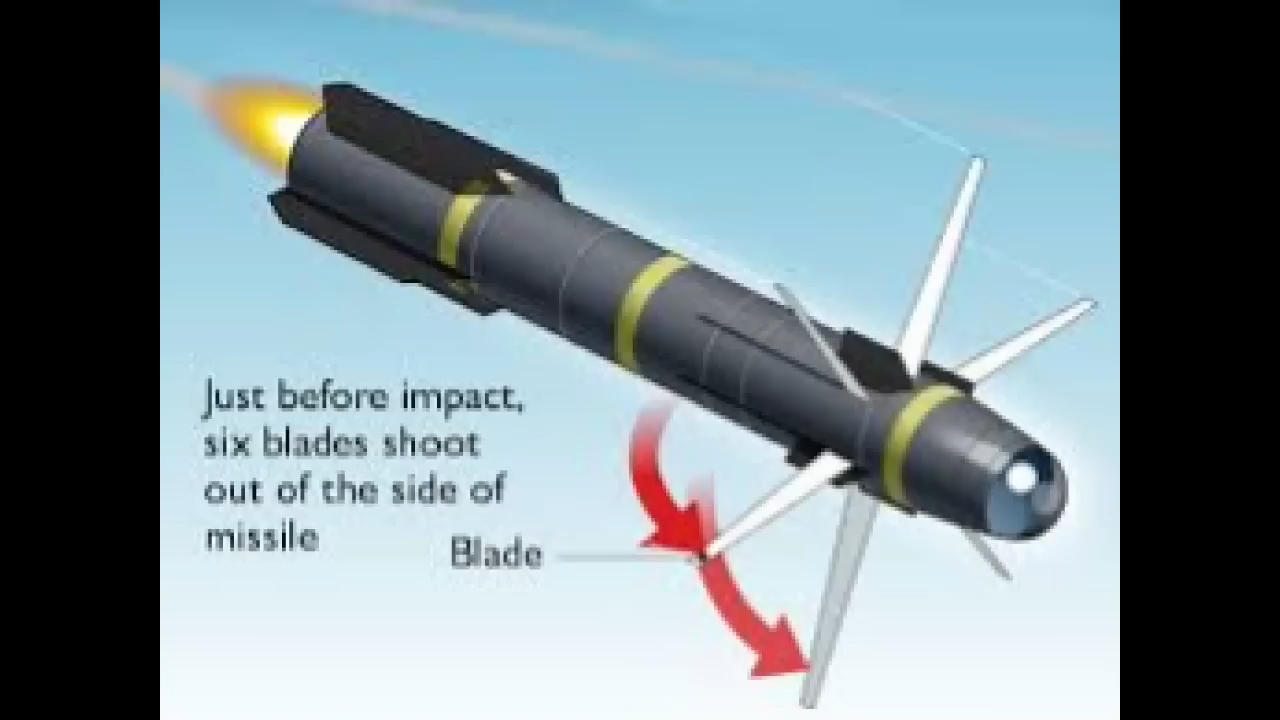 Just before impact,
six blades shoot
out of the side of
missile
Blade